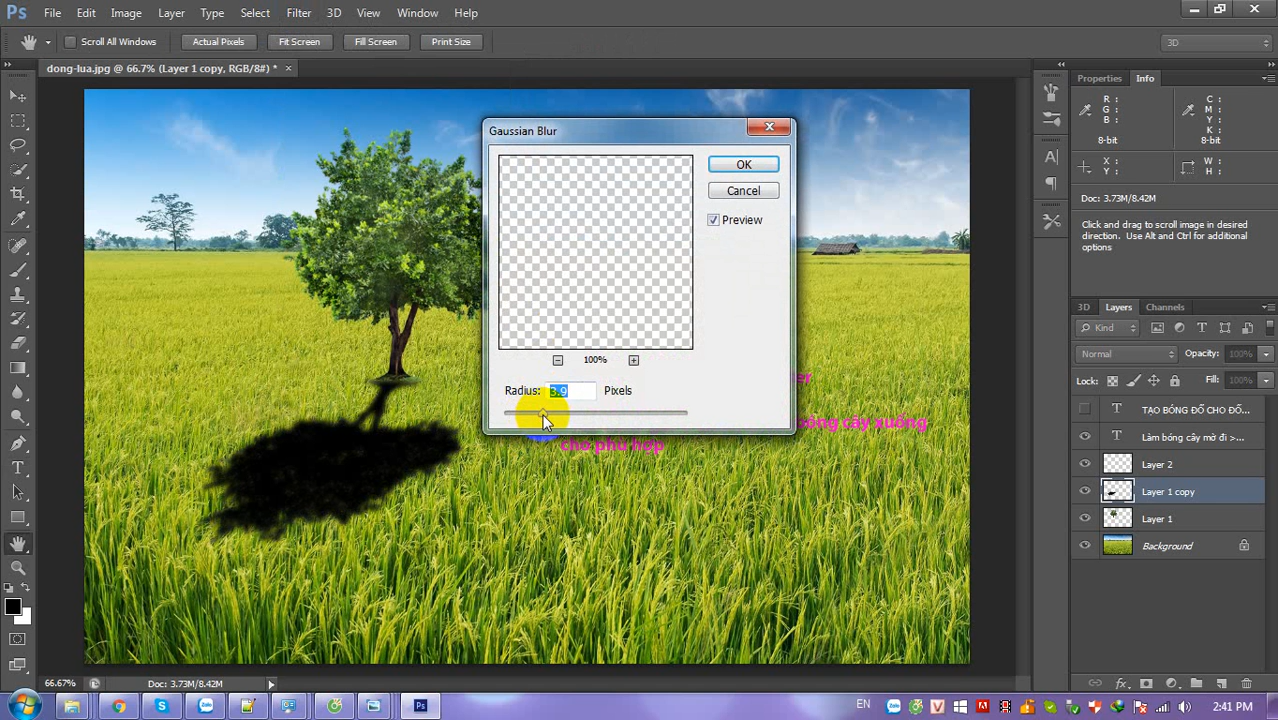 Ps File Edit Image Layer Type Select Filter 3D View Window Help
Scroll All Windows Actual Pixels Fit Screen Fill Screen Print Size 3D
dong-lua.jpg @ 66.7% (Layer 1 copy, RGB/8#) *
Properties Info
R : C :
G : M :
B : Y :
K :
8-bit 8-bit
X : W :
Y : H :
Doc: 3.73M/8.42M
Click and drag to scroll image in desired
direction. Use Alt and Ctrl for additional
options
Gaussian Blur
OK
Cancel
Preview
100%
Radius: 3.9 Pixels
bóng cây xuống
cho phù hợp
3D Layers Channels
Kind
Normal Opacity: 100%
Lock: Fill: 100%
TẠO BÓNG ĐỔ CHO ĐỐ...
Làm bóng cây mờ đi >...
Layer 2
Layer 1 copy
Layer 1
Background
66.67% Doc: 3.73M/8.42M
Ps EN 2:41 PM